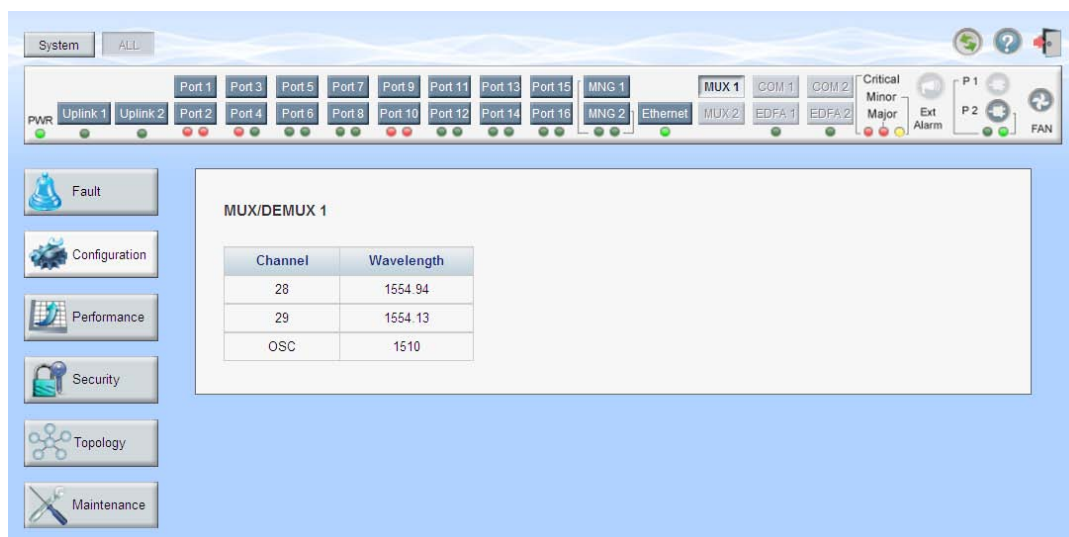 System ALL
Port 1 Port 3 Port 5 Port 7 Port 9 Port 11 Port 13 Port 15 MNG 1 MUX 1 COM 1 COM 2 Critical P 1
Minor
PWR Uplink 1 Uplink 2 Port 2 Port 4 Port 6 Port 8 Port 10 Port 12 Port 14 Port 16 MNG 2 Ethernet MUX 2 EDFA 1 EDFA 2 Major Ext P 2
Alarm FAN
Fault
MUX/DEMUX 1
Configuration
Channel Wavelength
28 1554.94
Performance
29 1554.13
OSC 1510
Security
Topology
Maintenance